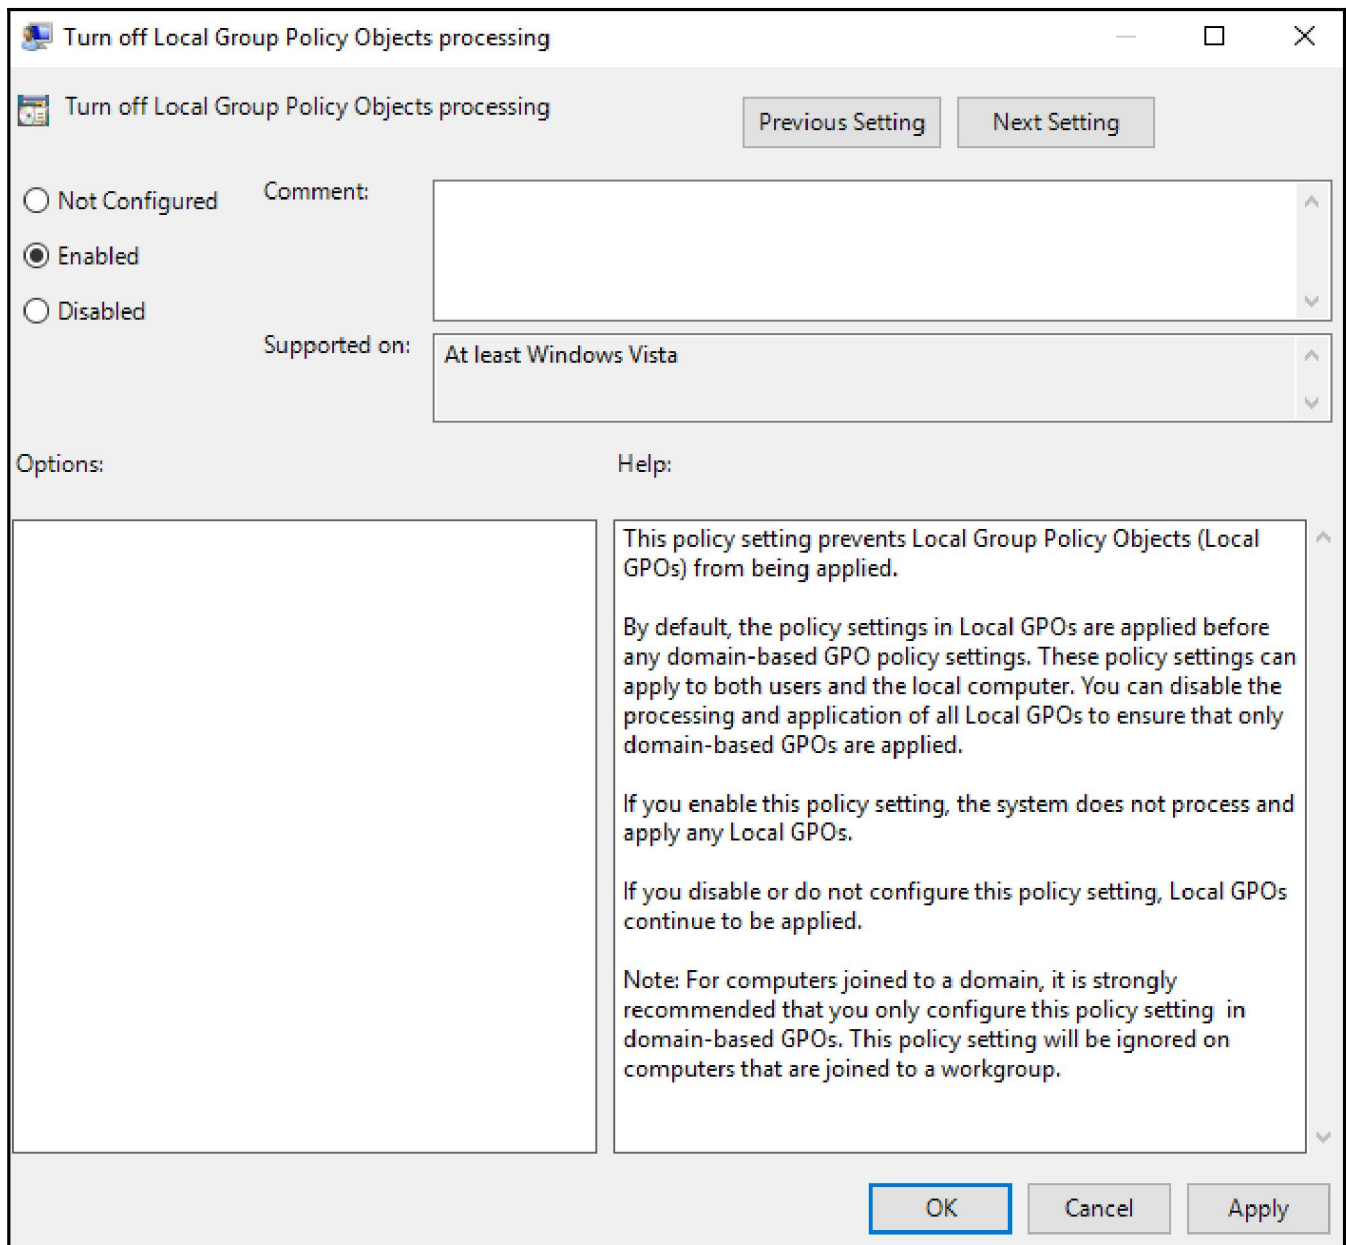 Turn off Local Group Policy Objects processing
Turn off Local Group Policy Objects processing
Previous Setting
Next Setting
Not Configured
Enabled
Disabled
Comment:
Supported on:
At least Windows Vista
Options:
Help:
This policy setting prevents Local Group Policy Objects (Local
GPOs) from being applied.
By default, the policy settings in Local GPOs are applied before
any domain-based GPO policy settings. These policy settings can
apply to both users and the local computer. You can disable the
processing and application of all Local GPOs to ensure that only
domain-based GPOs are applied.
If you enable this policy setting, the system does not process and
apply any Local GPOs.
If you disable or do not configure this policy setting, Local GPOs
continue to be applied.
Note: For computers joined to a domain, it is strongly
recommended that you only configure this policy setting  in
domain-based GPOs. This policy setting will be ignored on
computers that are joined to a workgroup.
OK
Cancel
Apply